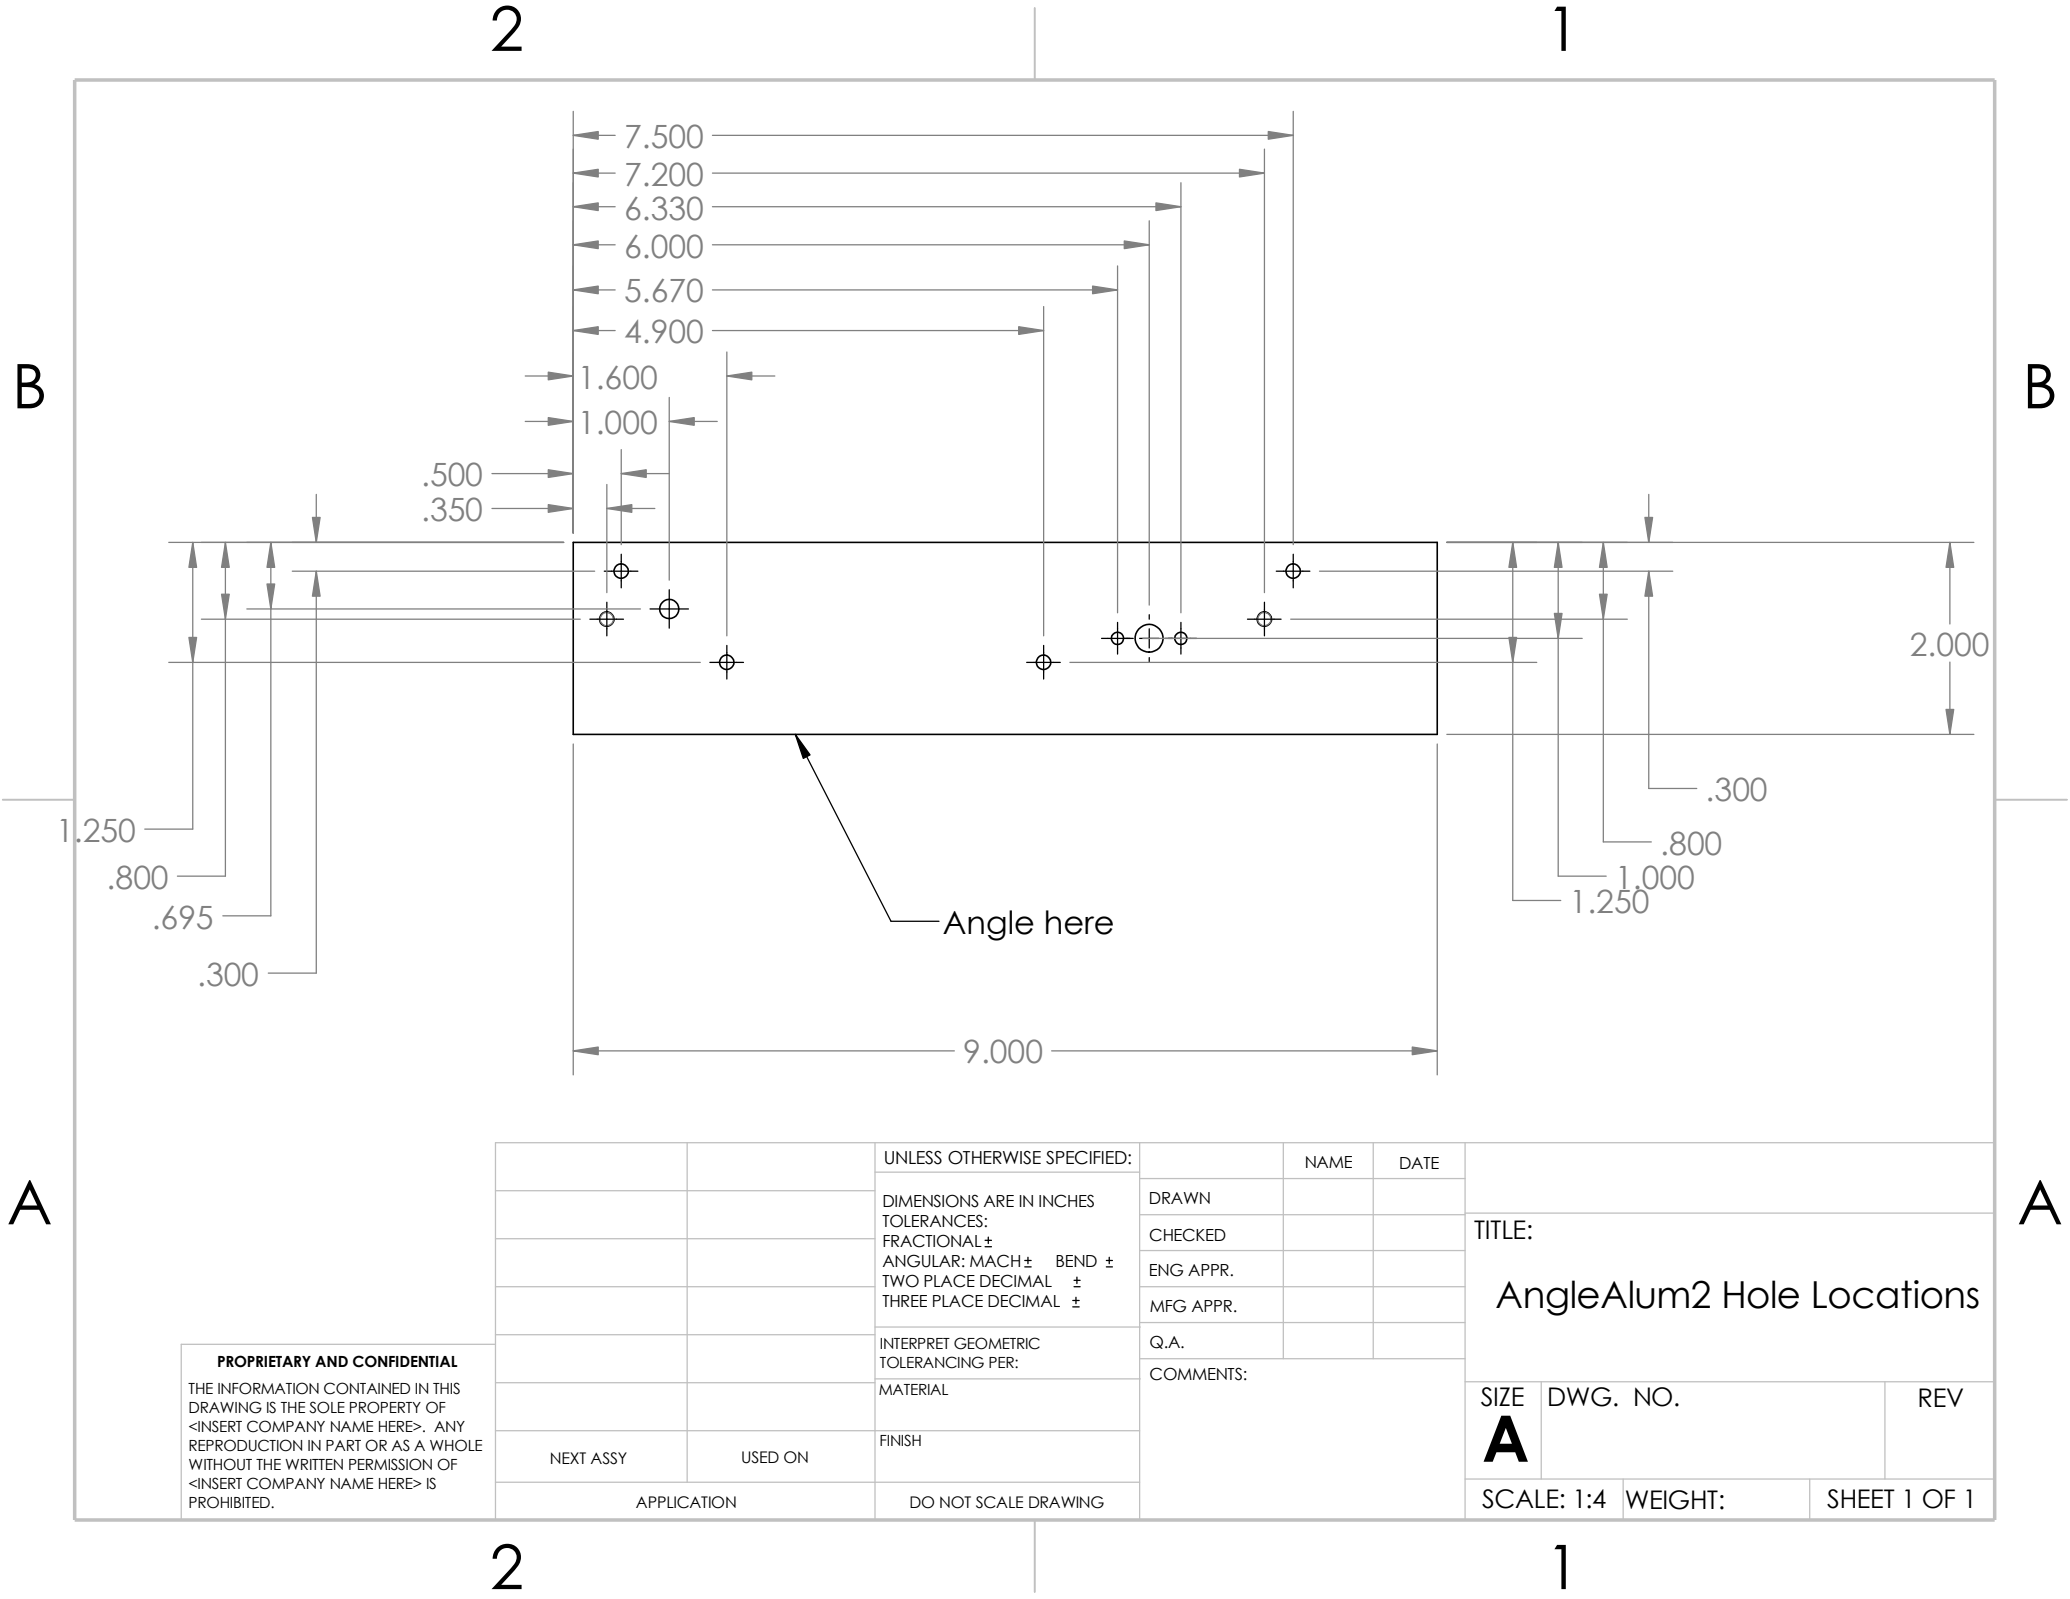 2 1
7.500
7.200
6.330
6.000
5.670
4.900
B B
1.600
1.000
.500
.350
2.000
.300
1.250
.800
.800
1.000
1.250
.695
Angle here
.300
9.000
A A
UNLESS OTHERWISE SPECIFIED:
DIMENSIONS ARE IN INCHES
TOLERANCES:
FRACTIONAL ±
ANGULAR: MACH ± BEND ±
TWO PLACE DECIMAL ±
THREE PLACE DECIMAL ±
INTERPRET GEOMETRIC
TOLERANCING PER:
MATERIAL
FINISH
DO NOT SCALE DRAWING
NAME DATE
DRAWN
CHECKED
ENG APPR.
MFG APPR.
Q.A.
COMMENTS:
TITLE:
AngleAlum2 Hole Locations
SIZE DWG. NO. REV
A
SCALE: 1:4 WEIGHT: SHEET 1 OF 1
PROPRIETARY AND CONFIDENTIAL
THE INFORMATION CONTAINED IN THIS
DRAWING IS THE SOLE PROPERTY OF
<INSERT COMPANY NAME HERE>. ANY
REPRODUCTION IN PART OR AS A WHOLE
WITHOUT THE WRITTEN PERMISSION OF
<INSERT COMPANY NAME HERE> IS
PROHIBITED.
NEXT ASSY USED ON
APPLICATION
2 1